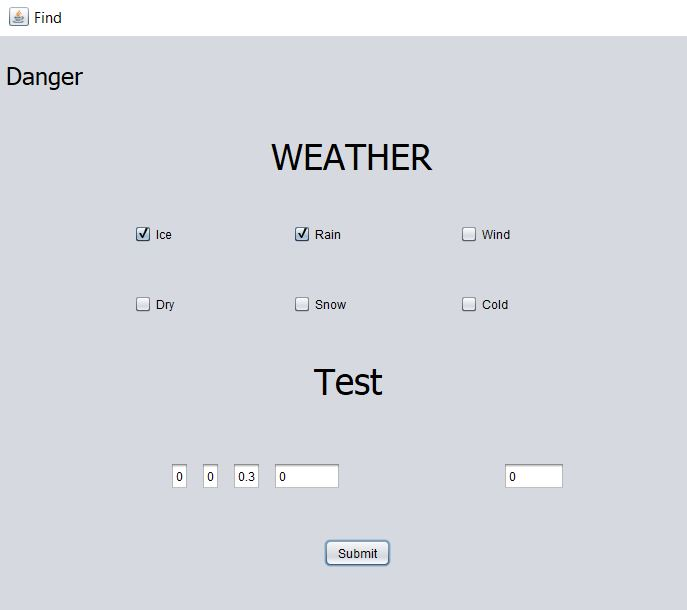 Find
Danger
WEATHER
Ice Rain Wind
Dry Snow Cold
Test
0 0 0.3 0 0
Submit